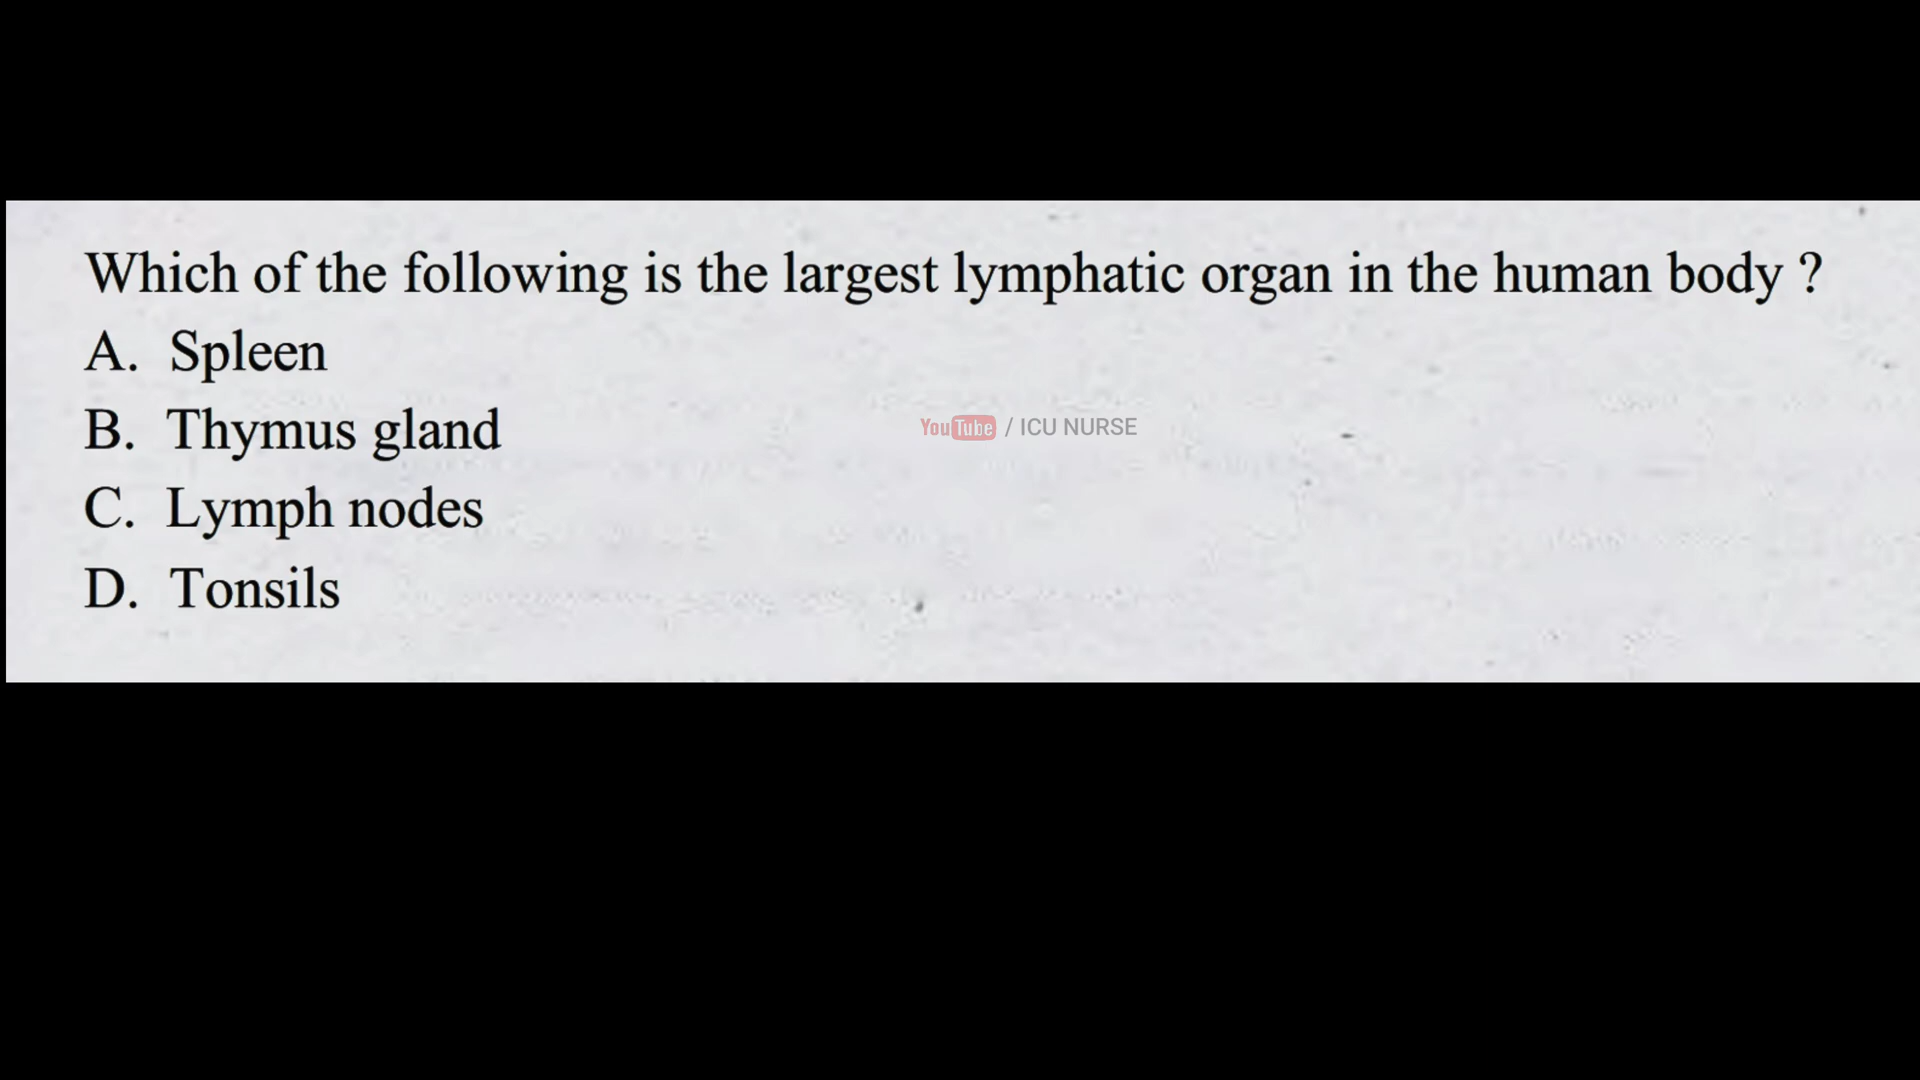 Which of the following is the largest lymphatic organ in the human body ?
A. Spleen
B. Thymus gland
YouTube / ICU NURSE
C. Lymph nodes
D. Tonsils